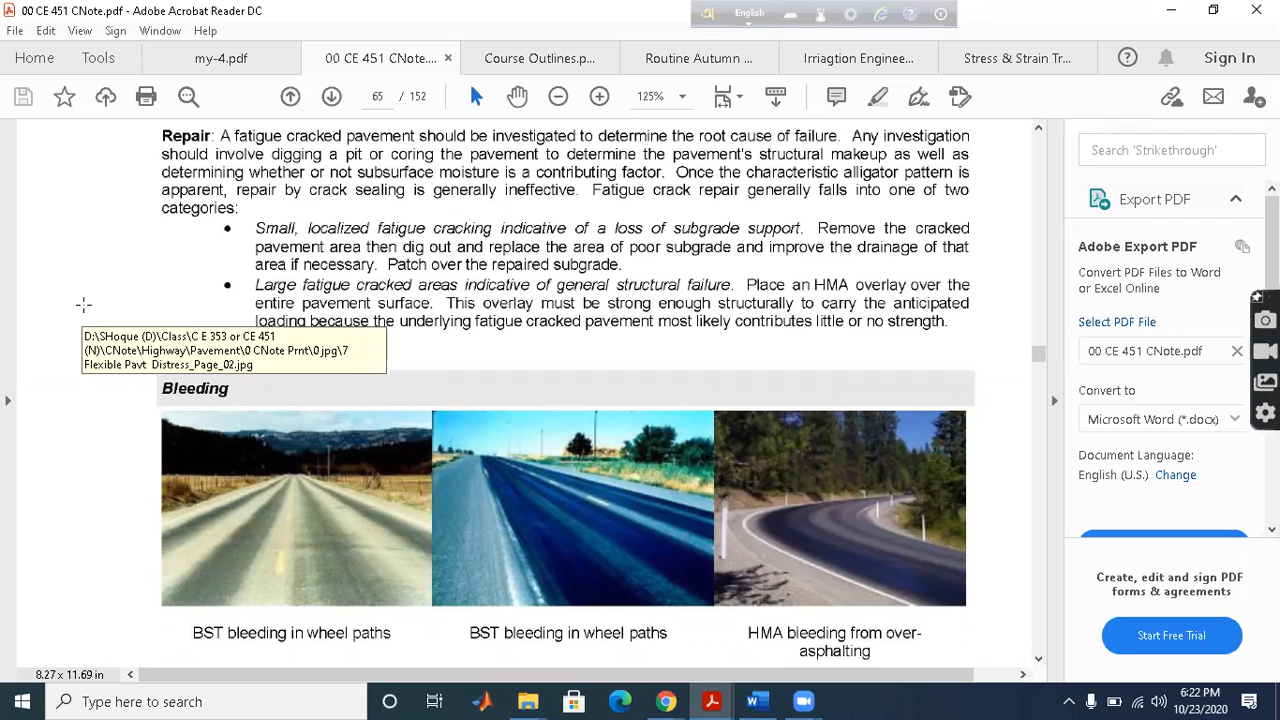 00 CE 451 CNote.pdf - Adobe Acrobat Reader DC
English
File Edit View Sign Window Help
Home Tools my-4.pdf 00 CE 451 CNote.... × Course Outlines.p... Routine Autumn ... Irriagtion Enginee... Stress & Strain Tr... Sign In
65 / 152 125%
Repair: A fatigue cracked pavement should be investigated to determine the root cause of failure. Any investigation
should involve digging a pit or coring the pavement to determine the pavement's structural makeup as well as
determining whether or not subsurface moisture is a contributing factor. Once the characteristic alligator pattern is
apparent, repair by crack sealing is generally ineffective. Fatigue crack repair generally falls into one of two
categories:
• Small, localized fatigue cracking indicative of a loss of subgrade support. Remove the cracked
pavement area then dig out and replace the area of poor subgrade and improve the drainage of that
area if necessary. Patch over the repaired subgrade.
• Large fatigue cracked areas indicative of general structural failure. Place an HMA overlay over the
entire pavement surface. This overlay must be strong enough structurally to carry the anticipated
loading because the underlying fatigue cracked pavement most likely contributes little or no strength.
D:\SHoque (D)\Class\C E 353 or CE 451
(N)\CNote\Highway\Pavement\0 CNote Prnt\0 jpg\7
Flexible Pavt Distress_Page_02.jpg
Bleeding
BST bleeding in wheel paths BST bleeding in wheel paths HMA bleeding from over-
asphalting
8.27 x 11.69 in
Search 'Strikethrough'
Export PDF
Adobe Export PDF
Convert PDF Files to Word
or Excel Online
Select PDF File
00 CE 451 CNote.pdf
Convert to
Microsoft Word (*.docx)
Document Language:
English (U.S.) Change
Create, edit and sign PDF
forms & agreements
Start Free Trial
Type here to search
6:22 PM
10/23/2020